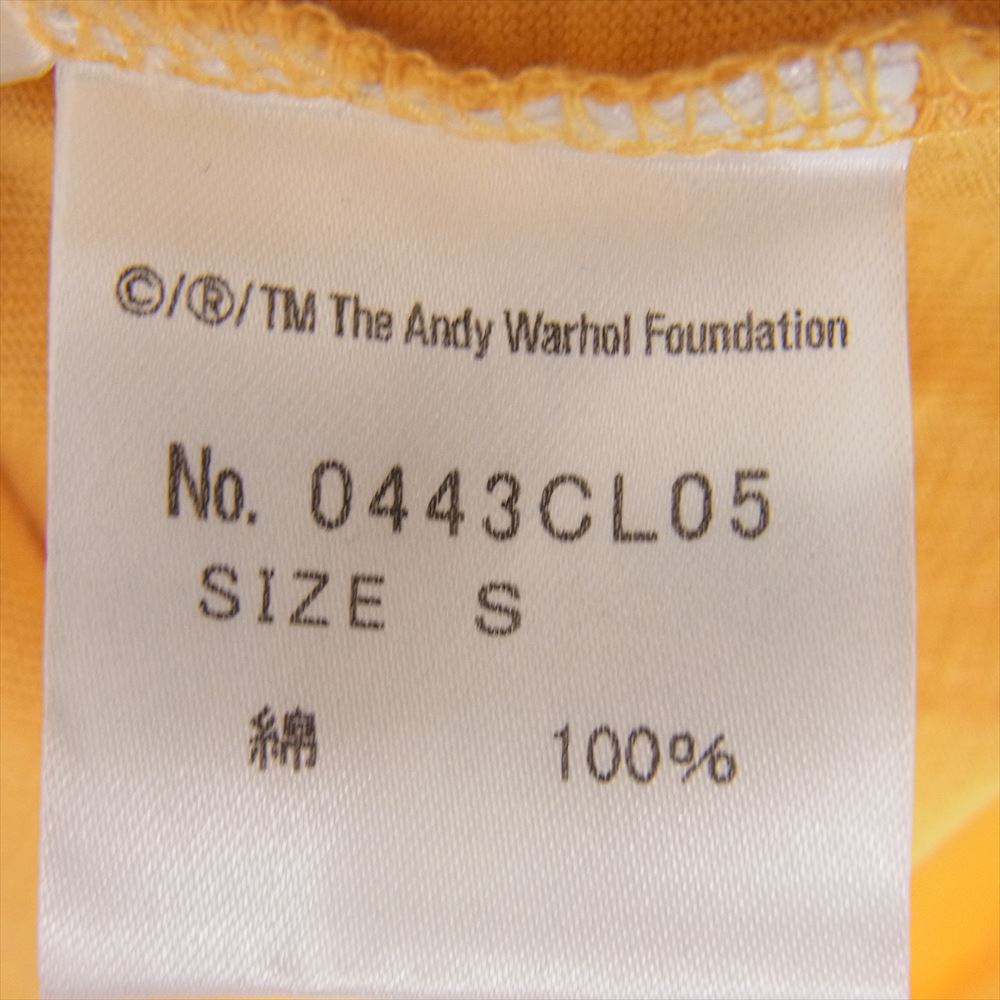 ©/®/TM The Andy Warhol Foundation
No. 0443CL05
SIZE S
綿 100%